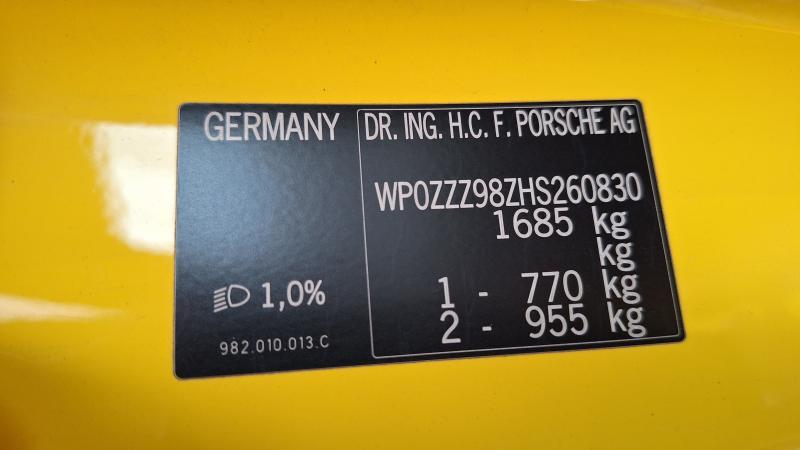 GERMANY
DR. ING. H.C. F. PORSCHE AG
WP0ZZZ98ZHS260830
1685 kg
kg
1 - 770 kg
2 - 955 kg
1,0%
982.010.013.C